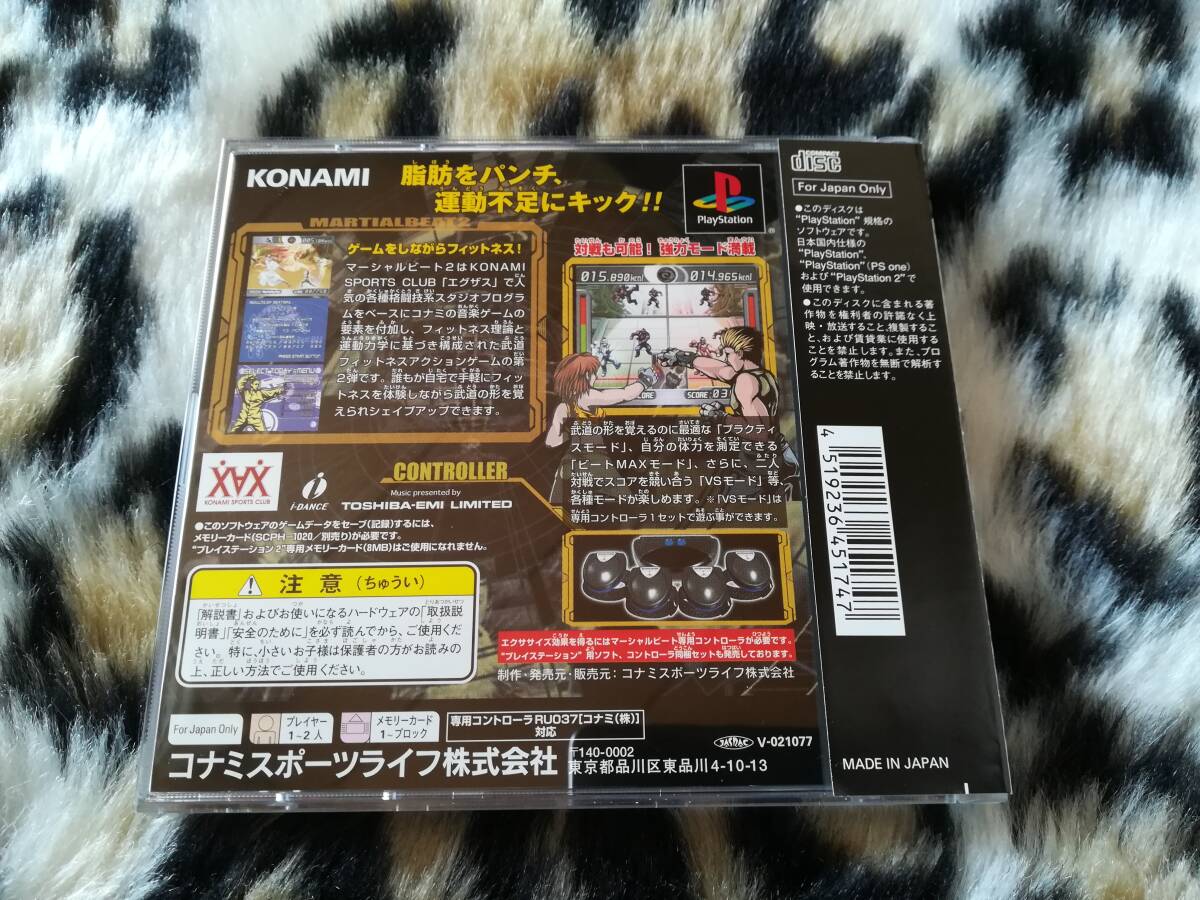 KONAMI
脂肪をパンチ、
運動不足にキック!!
PlayStation
MARTIALBEAT2
ゲームをしながらフィットネス!
マーシャルビート2はKONAMI
SPORTS CLUB「エグザス」で人
気の各種格闘技系スタジオプログラ
ムをベースにコナミの音楽ゲームの
要素を付加し、フィットネス理論と
運動力学に基づき構成された武道
フィットネスアクションゲームの第
2弾です。誰もが自宅で手軽にフィッ
トネスを体験しながら武道の形を覚
えられシェイプアップできます。
SELECT TODAY's MENU
対戦も可能! 強力モード満載
015.890kcal
014.965kcal
SCORE
武道の形を覚えるのに最適な「プラクティ
スモード」、自分の体力を測定できる
「ビートMAXモード」、さらに、二人
対戦でスコアを競い合う「VSモード」等、
各種モードが楽しめます。※「VSモード」は
専用コントローラ1セットで遊ぶ事ができます。
XAX
KONAMI SPORTS CLUB
i-DANCE
CONTROLLER
Music presented by
TOSHIBA-EMI LIMITED
●このソフトウェアのゲームデータをセーブ(記録)するには、
メモリーカード(SCPH-1020/別売り)が必要です。
"プレイステーション 2"専用メモリーカード(8MB)はご使用になれません。
注意(ちゅうい)
「解説書」およびお使いになるハードウェアの「取扱説
明書」「安全のために」を必ず読んでから、ご使用くだ
さい。特に、小さいお子様は保護者の方がお読みの
上、正しい方法でご使用ください。
エクササイズ効果を得るにはマーシャルビート専用コントローラが必要です。
"プレイステーション"用ソフト、コントローラ同梱セットも発売しております。
制作・発売元・販売元:コナミスポーツライフ株式会社
For Japan Only
プレイヤー
1~2人
メモリーカード
1~ブロック
専用コントローラRU037[コナミ(株)]
対応
V-021077
コナミスポーツライフ株式会社
〒140-0002
東京都品川区東品川4-10-13
COMPACT
disc
For Japan Only
●このディスクは
"PlayStation" 規格の
ソフトウェアです。
日本国内仕様の
"PlayStation"、
"PlayStation"(PS one)
および"PlayStation 2"で
使用できます。
●このディスクに含まれる著
作物を権利者の許諾なく上
映・放送すること、複製するこ
と、および賃貸業に使用する
ことを禁止します。また、プロ
グラム著作物を無断で解析す
ることを禁止します。
4 519236 451747
MADE IN JAPAN